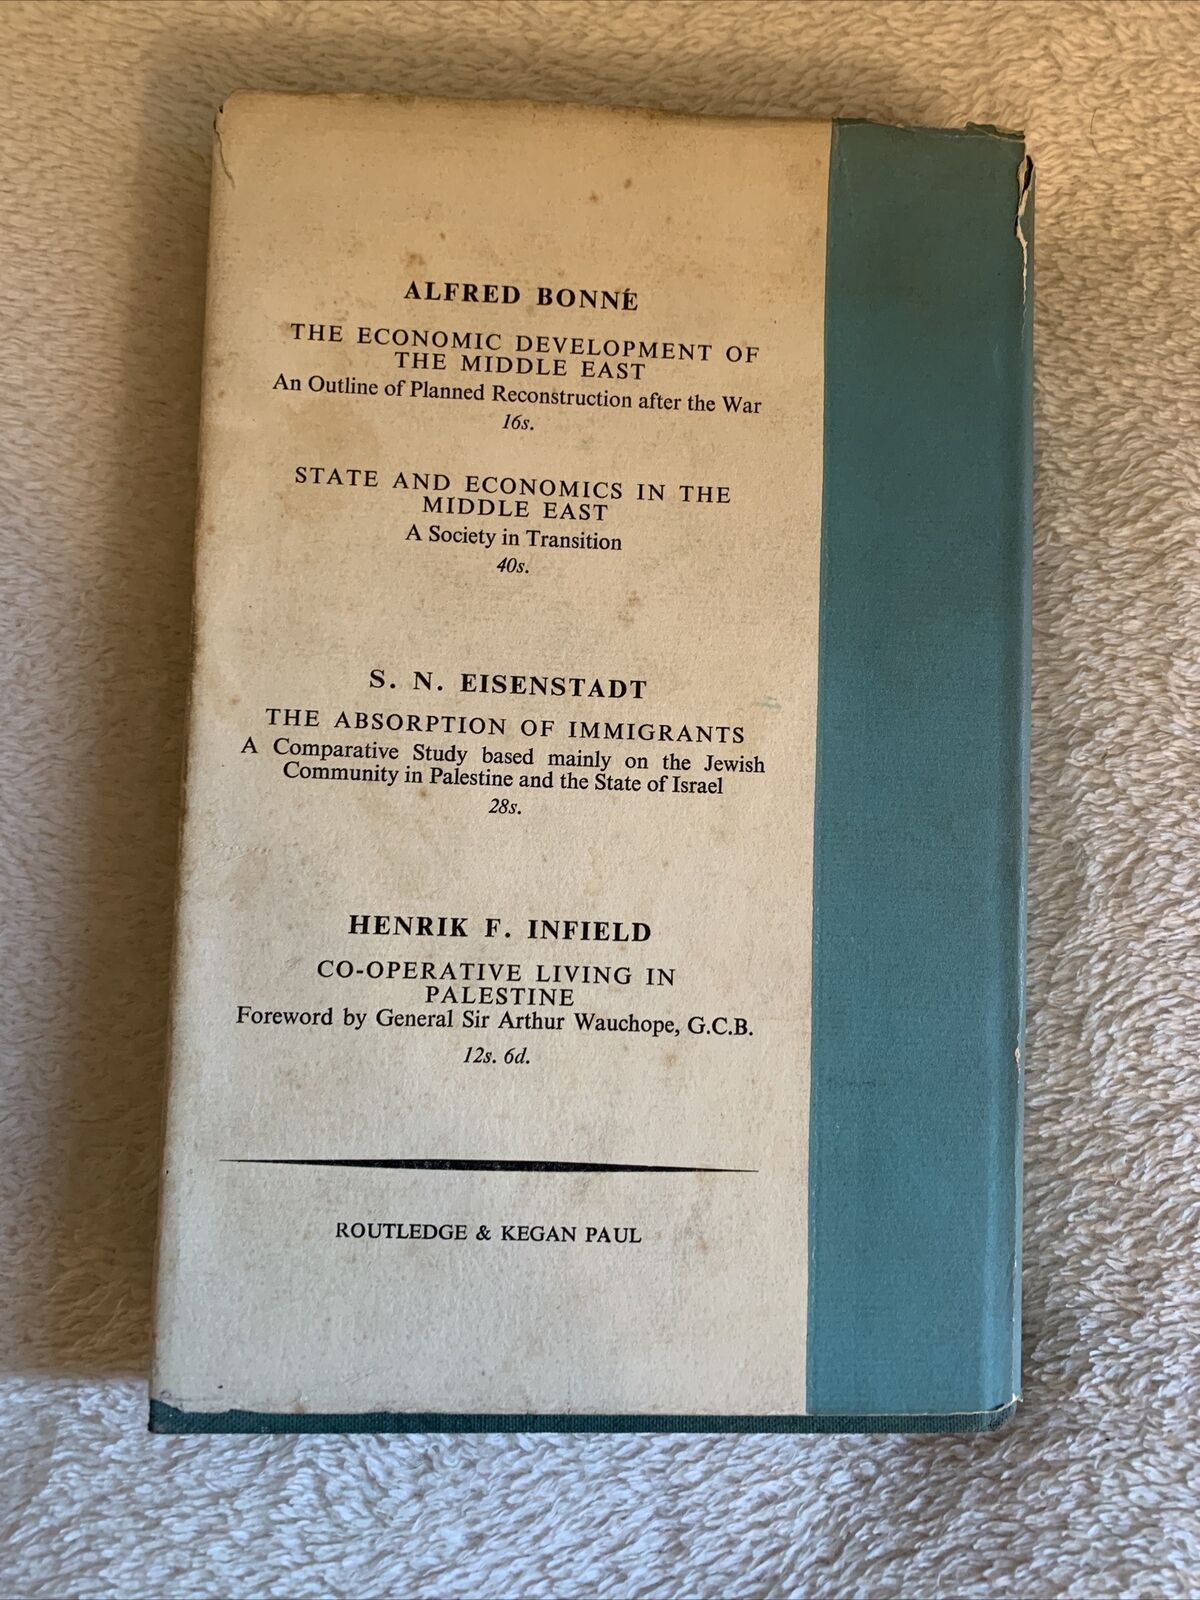 ALFRED BONNÉ
THE ECONOMIC DEVELOPMENT OF
THE MIDDLE EAST
An Outline of Planned Reconstruction after the War
16s.
STATE AND ECONOMICS IN THE
MIDDLE EAST
A Society in Transition
40s.
S. N. EISENSTADT
THE ABSORPTION OF IMMIGRANTS
A Comparative Study based mainly on the Jewish
Community in Palestine and the State of Israel
28s.
HENRIK F. INFIELD
CO-OPERATIVE LIVING IN
PALESTINE
Foreword by General Sir Arthur Wauchope, G.C.B.
12s. 6d.
ROUTLEDGE & KEGAN PAUL